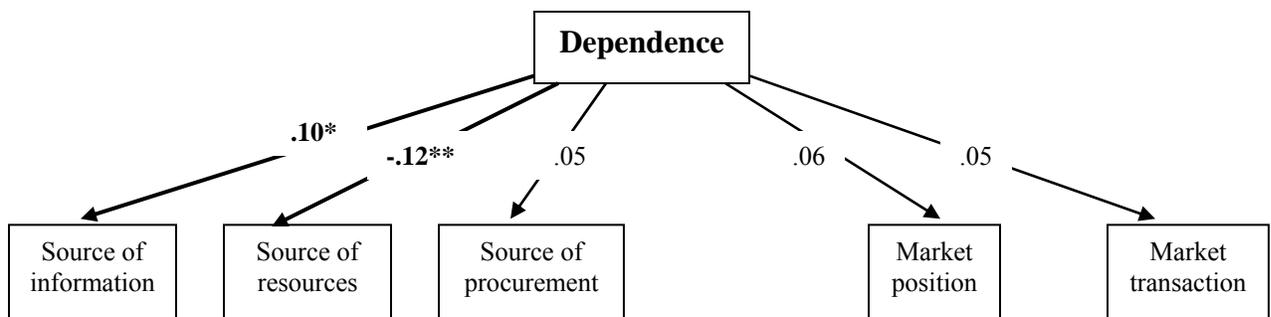 Dependence
.10*
-.12**
.05
.06
.05
Source of
information
Source of
resources
Source of
procurement
Market
position
Market
transaction